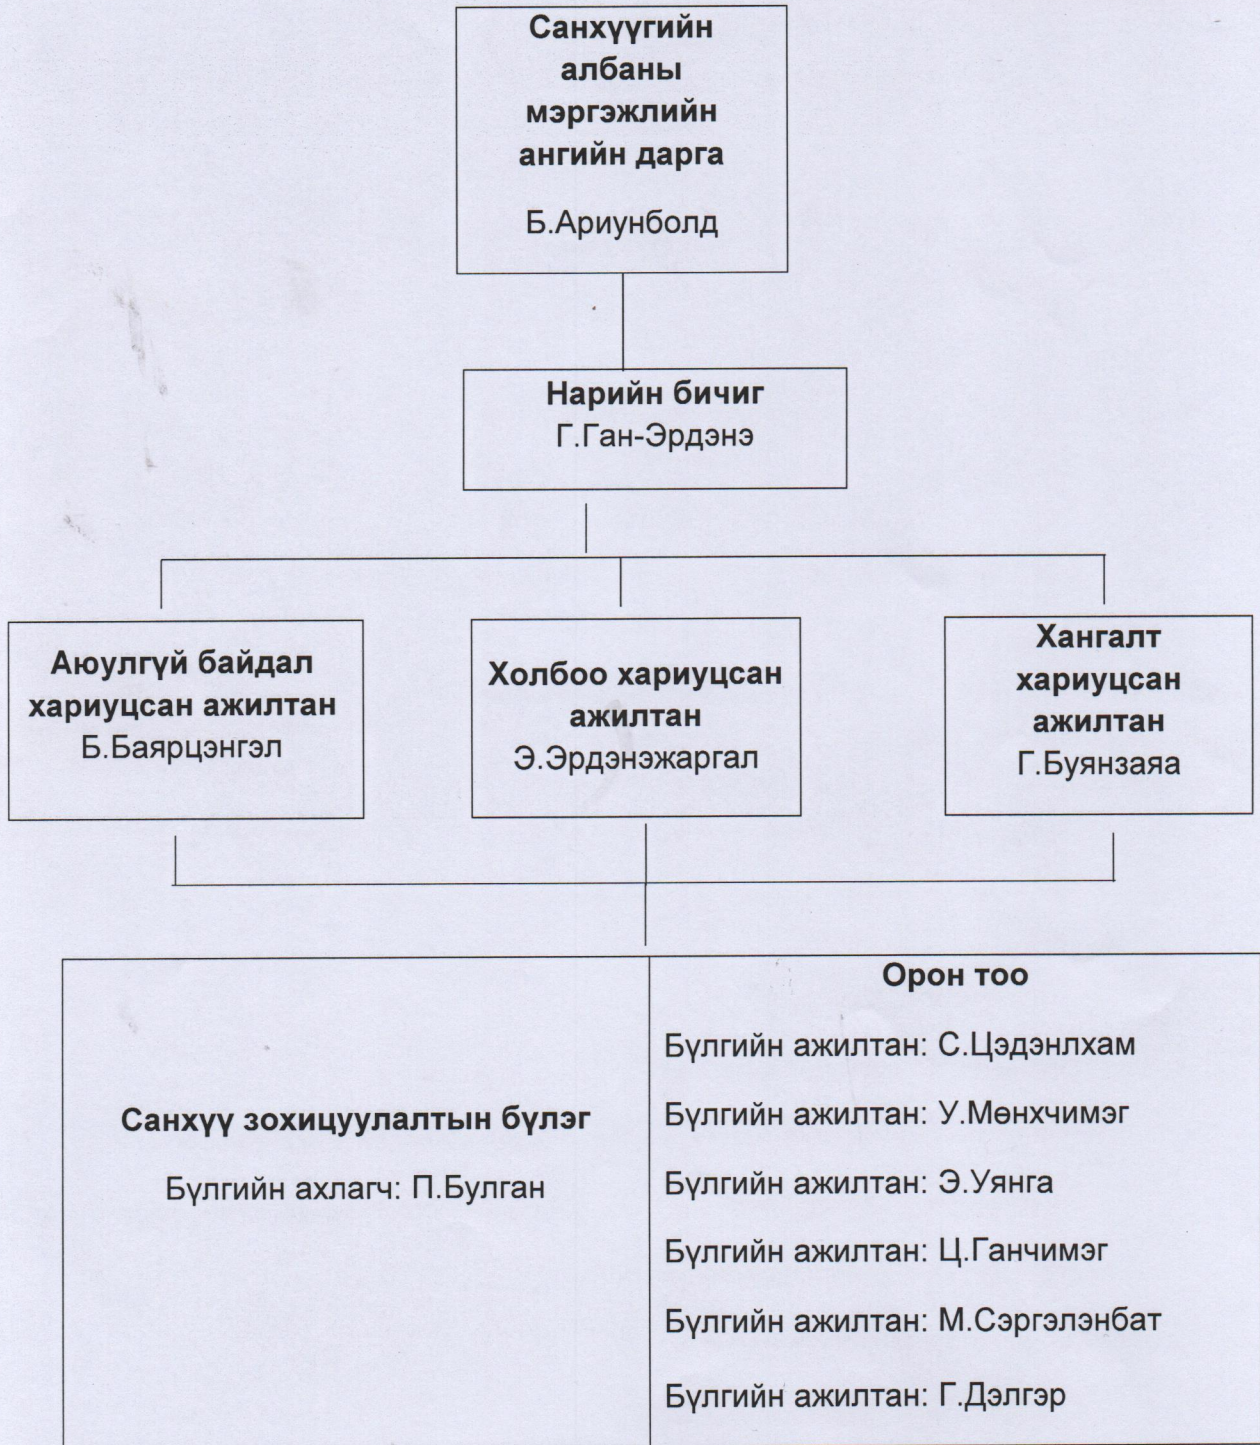 Санхүүгийн
албаны
мэргэжлийн
ангийн дарга
Б.Ариунболд
Нарийн бичиг
Г.Ган-Эрдэнэ
Аюулгүй байдал
хариуцсан ажилтан
Б.Баярцэнгэл
Холбоо хариуцсан
ажилтан
Э.Эрдэнэжаргал
Хангалт
хариуцсан
ажилтан
Г.Буянзаяа
Санхүү зохицуулалтын бүлэг
Бүлгийн ахлагч: П.Булган
Орон тоо
Бүлгийн ажилтан: С.Цэдэнлхам
Бүлгийн ажилтан: У.Мөнхчимэг
Бүлгийн ажилтан: Э.Уянга
Бүлгийн ажилтан: Ц.Ганчимэг
Бүлгийн ажилтан: М.Сэргэлэнбат
Бүлгийн ажилтан: Г.Дэлгэр